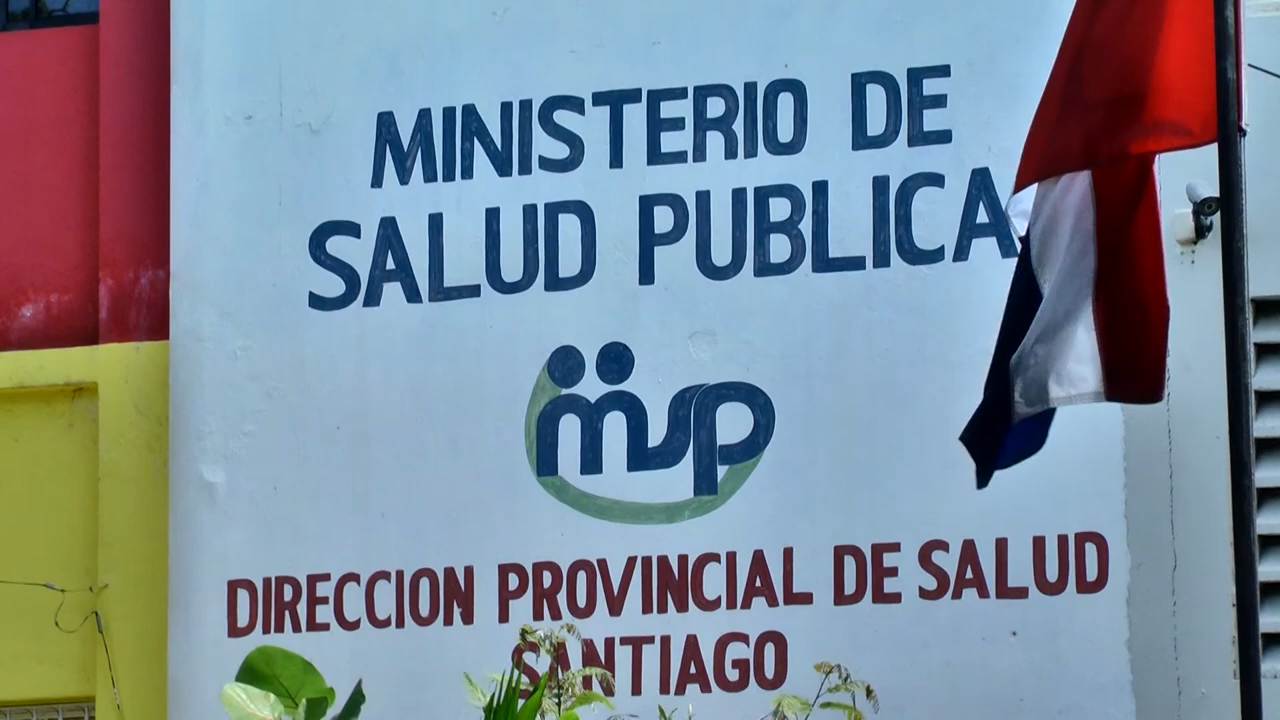 MINISTERIO DE
SALUD PUBLICA
msp
DIRECCION PROVINCIAL DE SALUD
SANTIAGO